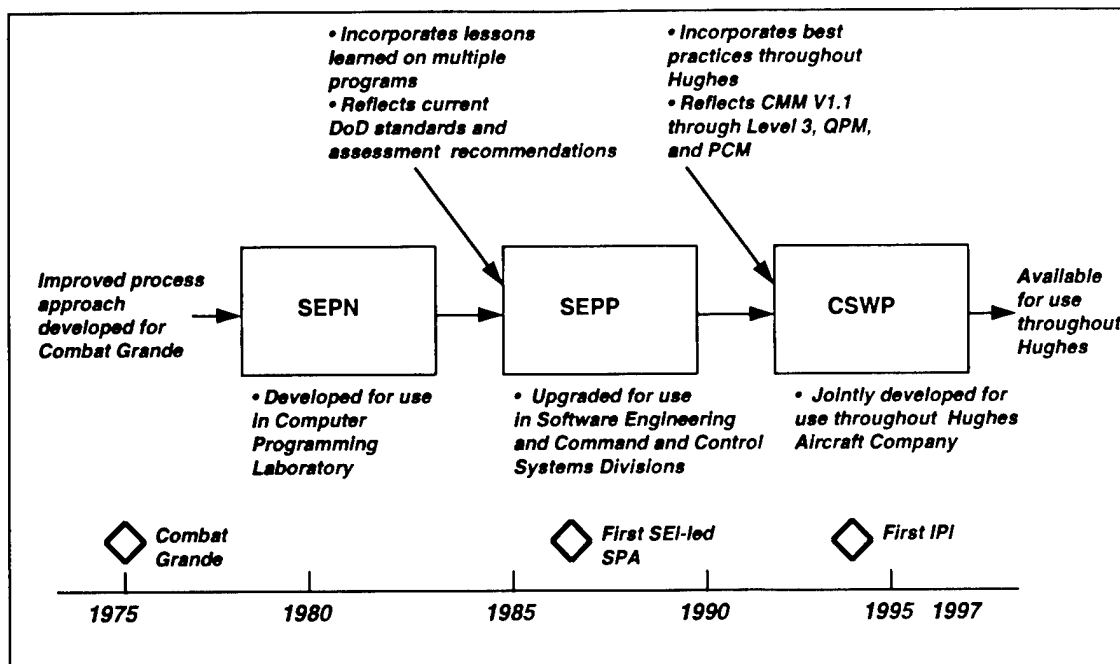 • Incorporates lessons
learned on multiple
programs
• Reflects current
DoD standards and
assessment recommendations
• Incorporates best
practices throughout
Hughes
• Reflects CMM V1.1
through Level 3, QPM,
and PCM
Improved process
approach
developed for
Combat Grande
SEPN
SEPP
CSWP
Available
for use
throughout
Hughes
• Developed for use
in Computer
Programming
Laboratory
• Upgraded for use
in Software Engineering
and Command and Control
Systems Divisions
• Jointly developed for
use throughout Hughes
Aircraft Company
Combat
Grande
First SEI-led
SPA
First IPI
1975
1980
1985
1990
1995
1997